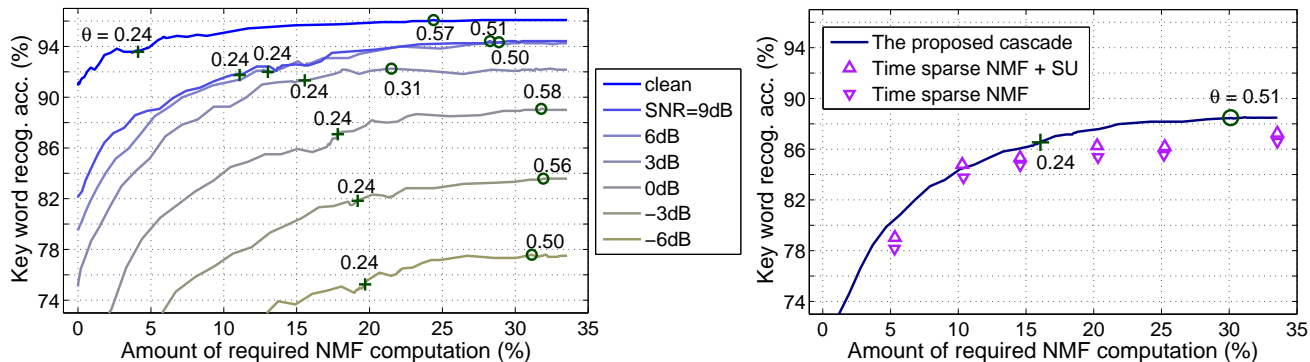 Key word recog. acc. (%)
94
90
86
82
78
74
θ = 0.24
0.57
0.51
0.50
0.24
0.24
0.24
0.31
0.58
0.24
0.56
0.24
0.50
0.24
0 5 10 15 20 25 30 35
Amount of required NMF computation (%)
clean
SNR=9dB
6dB
3dB
0dB
−3dB
−6dB
Key word recog. acc. (%)
94
90
86
82
78
74
The proposed cascade
Time sparse NMF + SU
Time sparse NMF
θ = 0.51
0.24
0 5 10 15 20 25 30 35
Amount of required NMF computation (%)